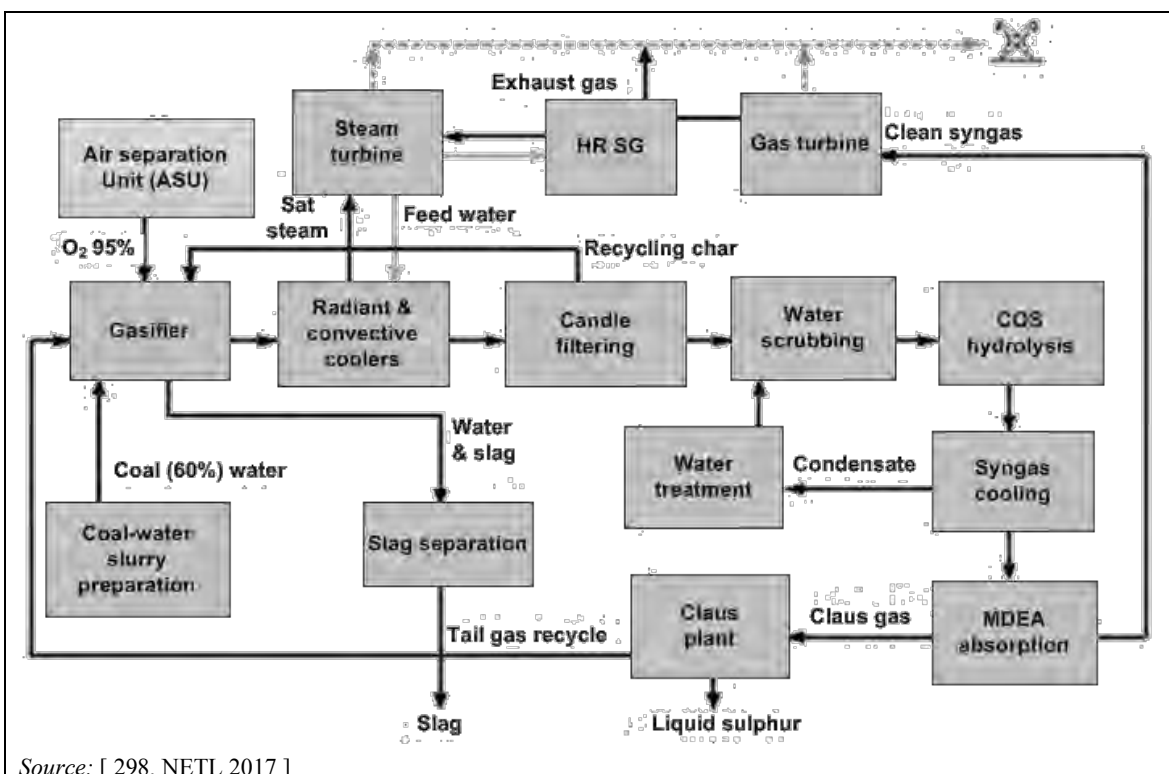 Exhaust gas
Steam
turbine
HR SG
Gas turbine
Clean syngas
Air separation
Unit (ASU)
Sat
steam
Feed water
O₂ 95%
Recycling char
Gasifier
Radiant &
convective
coolers
Candle
filtering
Water
scrubbing
COS
hydrolysis
Water
& slag
Coal (60%) water
Water
treatment
Condensate
Syngas
cooling
Coal-water
slurry
preparation
Slag separation
Tail gas recycle
Claus
plant
Claus gas
MDEA
absorption
Slag
Liquid sulphur
Source: [ 298, NETL 2017 ]